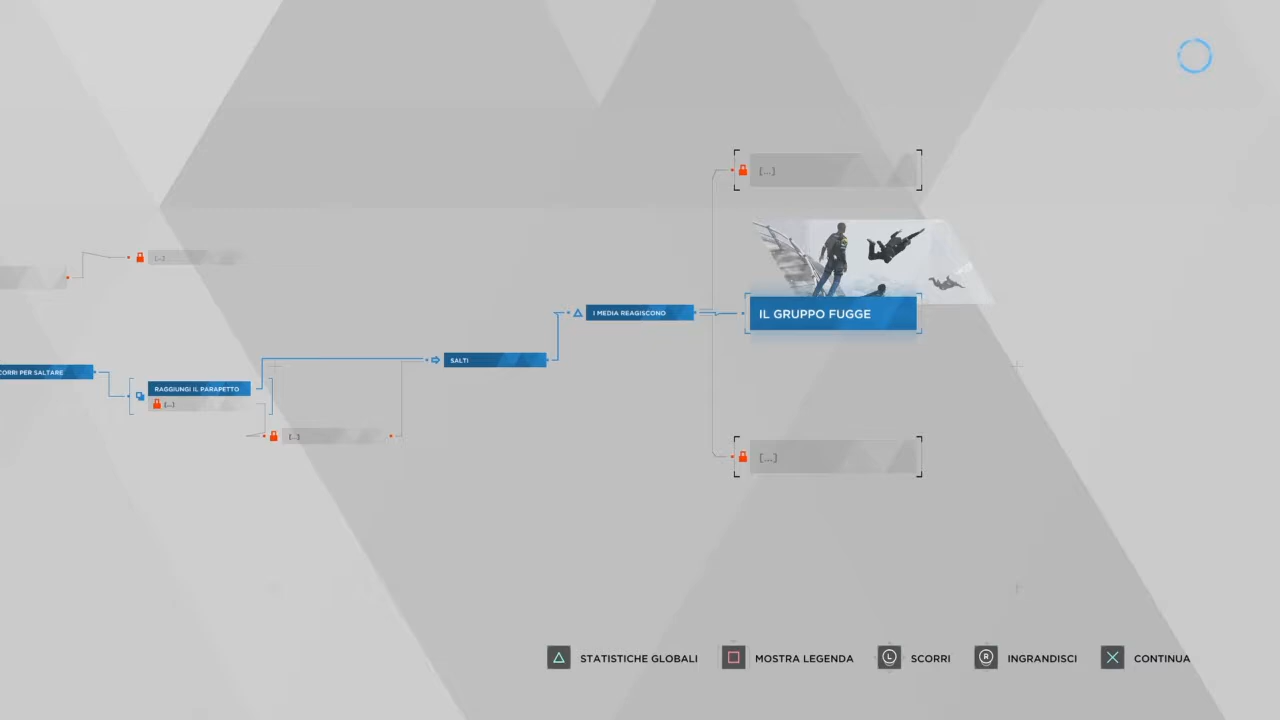 [...]
[...]
IL GRUPPO FUGGE
I MEDIA REAGISCONO
SALTI
CORRI PER SALTARE
RAGGIUNGI IL PARAPETTO
[...]
[...]
[...]
STATISTICHE GLOBALI
MOSTRA LEGENDA
L
SCORRI
R
INGRANDISCI
CONTINUA